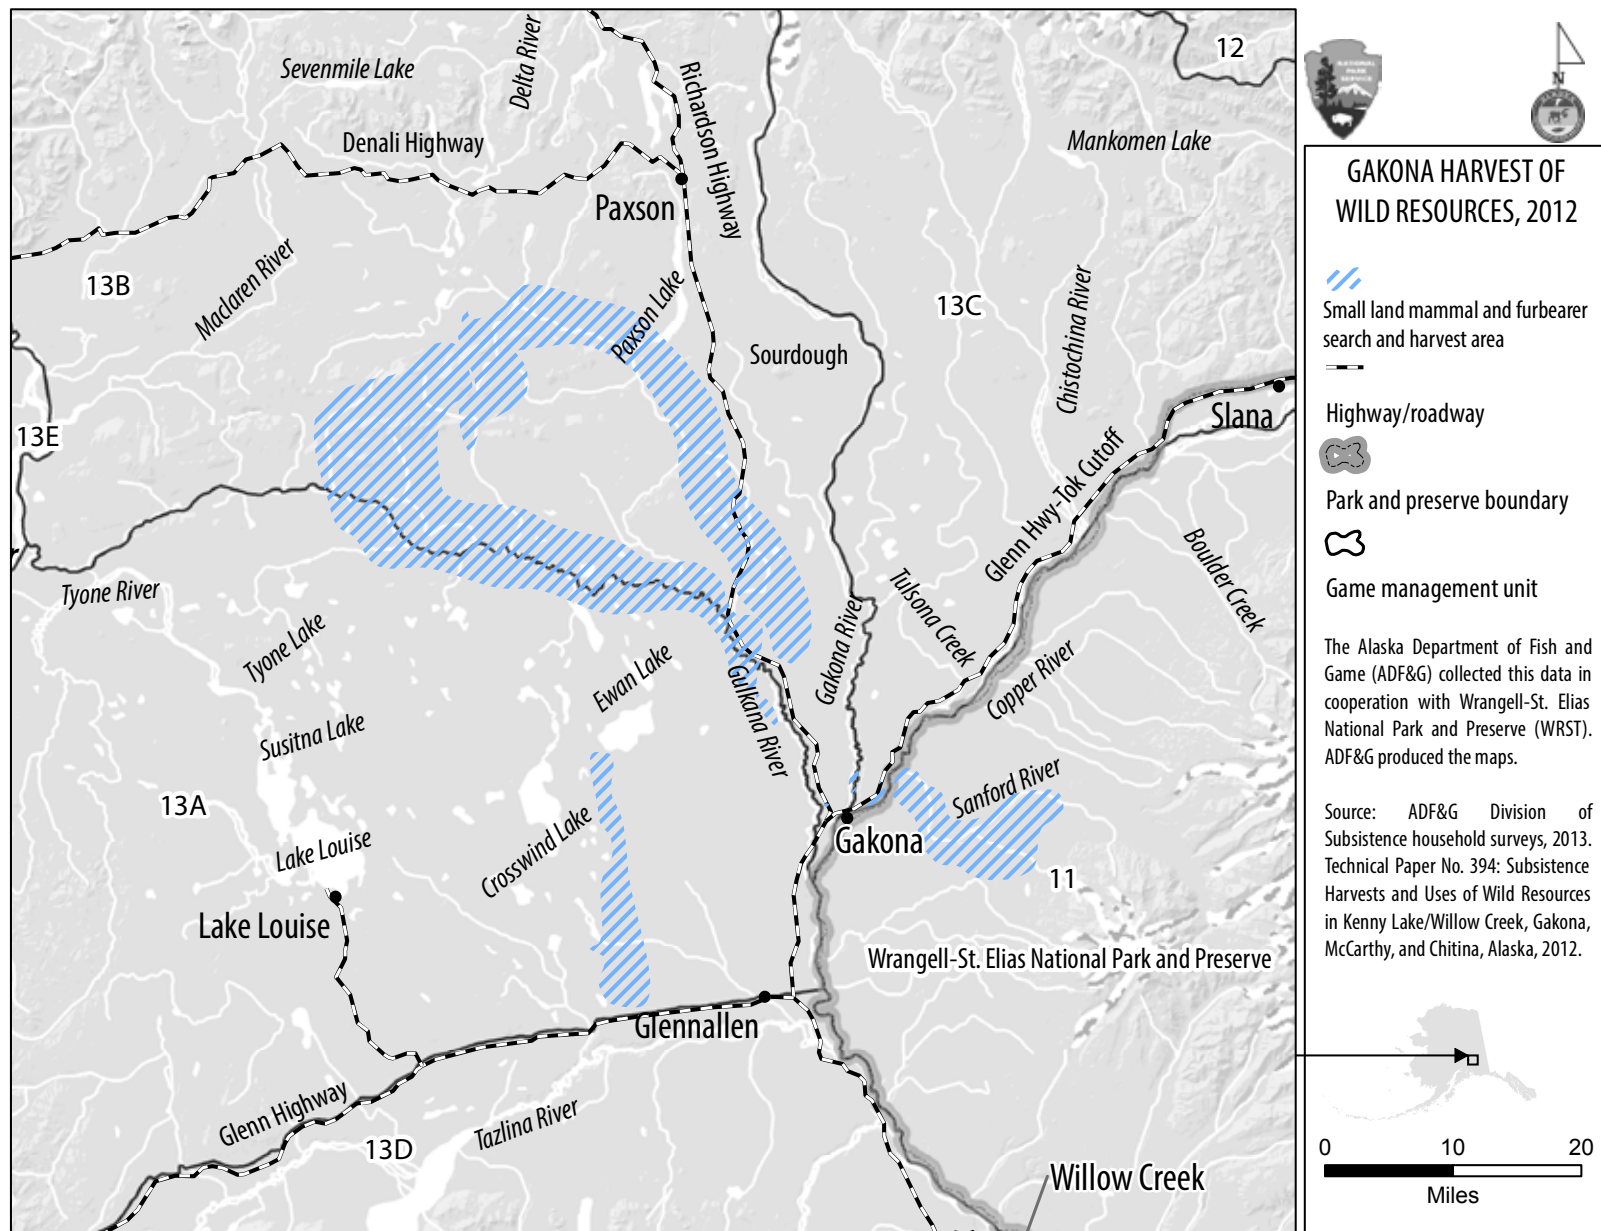 12
Sevenmile Lake
Delta River
Richardson Highway
Denali Highway
Mankomen Lake
Paxson
Maclaren River
13B
Paxson Lake
13C
Chistochina River
Sourdough
Slana
13E
Glenn Hwy-Tok Cutoff
Boulder Creek
Tyone River
Tyone Lake
Ewan Lake
Gulkana River
Gakona River
Tulsona Creek
Copper River
Susitna Lake
13A
Sanford River
Lake Louise
Crosswind Lake
Gakona
11
Lake Louise
Wrangell-St. Elias National Park and Preserve
Glennallen
Glenn Highway
Tazlina River
13D
Willow Creek
NATIONAL
PARK
SERVICE
N
GAKONA HARVEST OF
WILD RESOURCES, 2012
Small land mammal and furbearer
search and harvest area
Highway/roadway
Park and preserve boundary
Game management unit
The Alaska Department of Fish and
Game (ADF&G) collected this data in
cooperation with Wrangell-St. Elias
National Park and Preserve (WRST).
ADF&G produced the maps.
Source: ADF&G Division of
Subsistence household surveys, 2013.
Technical Paper No. 394: Subsistence
Harvests and Uses of Wild Resources
in Kenny Lake/Willow Creek, Gakona,
McCarthy, and Chitina, Alaska, 2012.
0 10 20
Miles